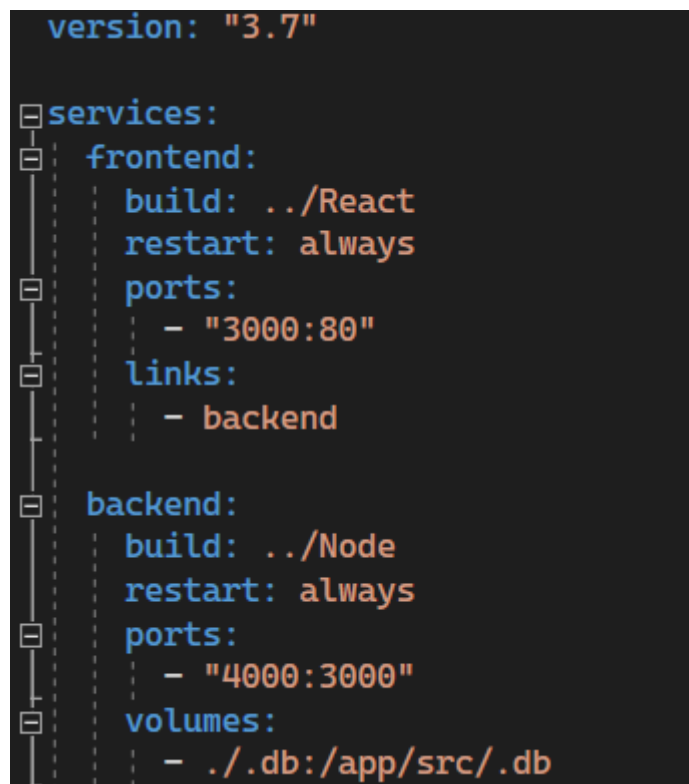 version: "3.7"
services:
frontend:
build: ../React
restart: always
ports:
- "3000:80"
links:
- backend
backend:
build: ../Node
restart: always
ports:
- "4000:3000"
volumes:
- ./.db:/app/src/.db